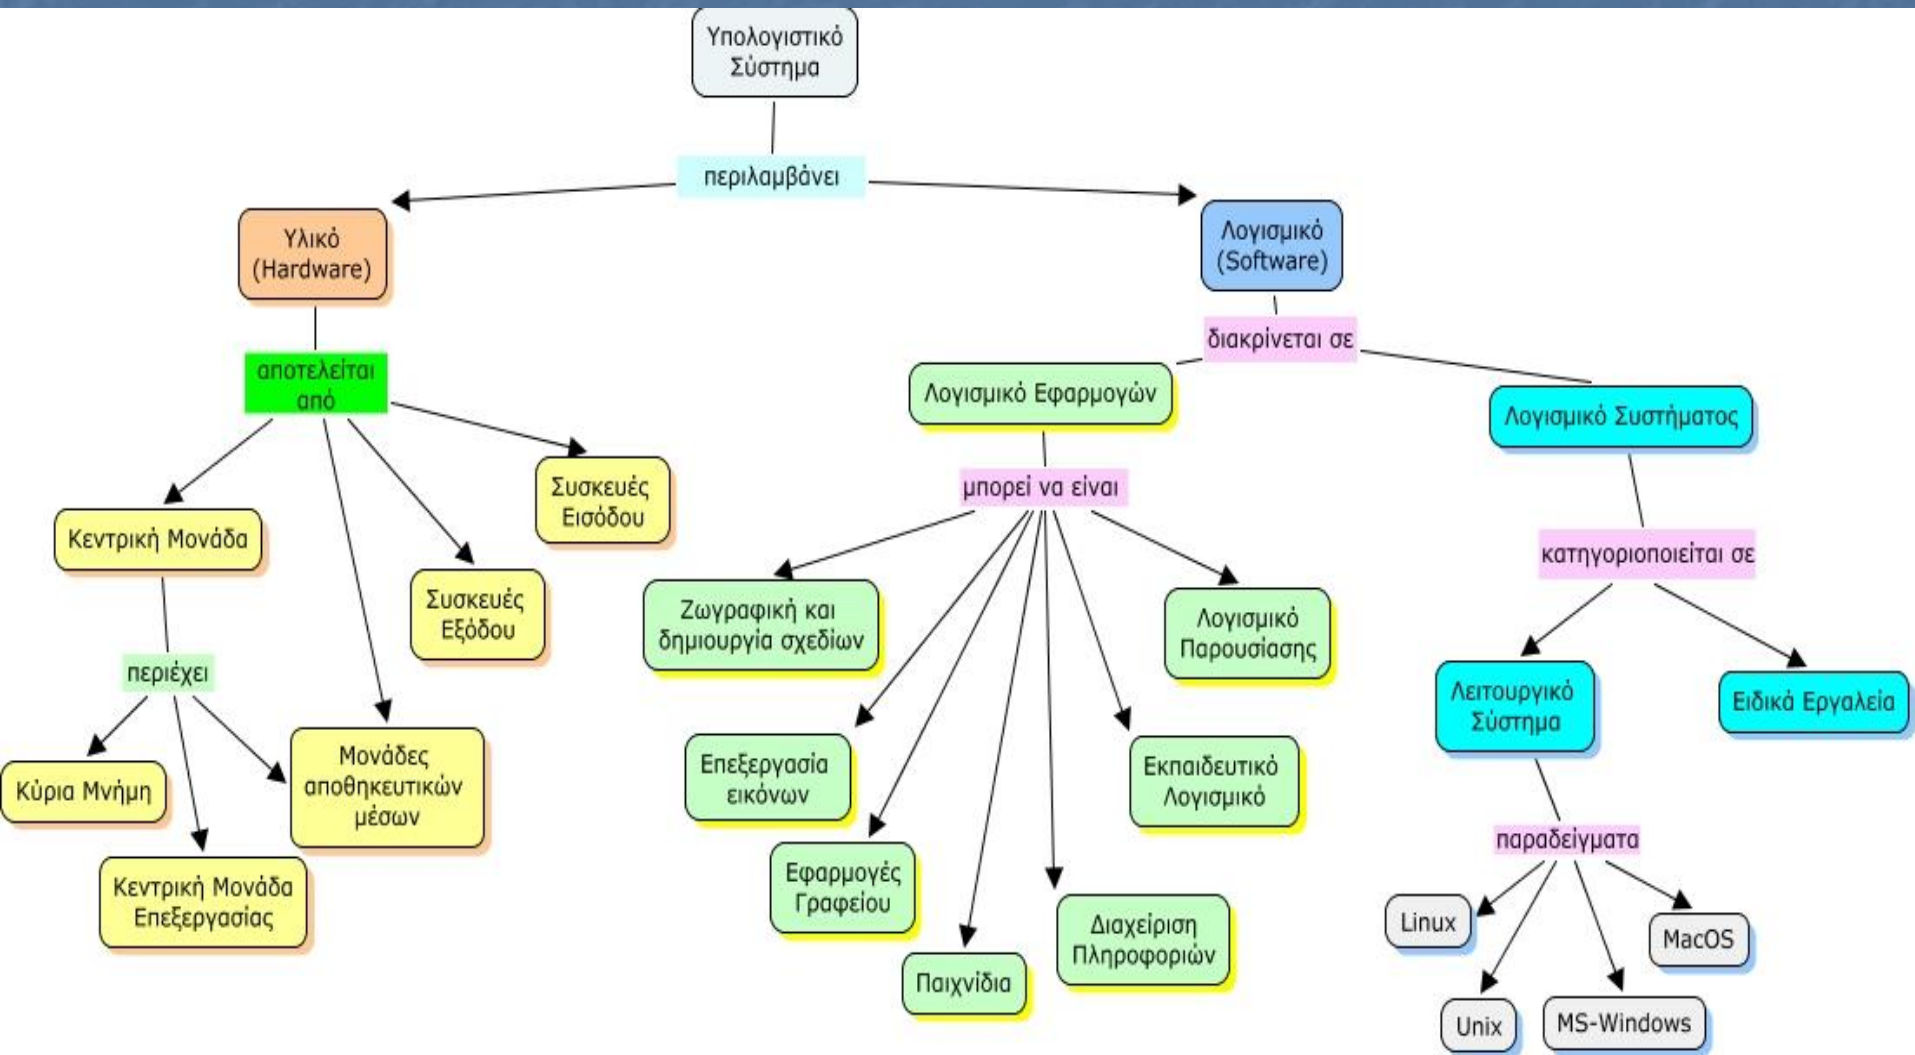 Υπολογιστικό
Σύστημα
περιλαμβάνει
Υλικό
(Hardware)
αποτελείται
από
Κεντρική Μονάδα
περιέχει
Κύρια Μνήμη
Κεντρική Μονάδα
Επεξεργασίας
Μονάδες
αποθηκευτικών
μέσων
Συσκευές
Εξόδου
Συσκευές
Εισόδου
Λογισμικό
(Software)
διακρίνεται σε
Λογισμικό Εφαρμογών
μπορεί να είναι
Ζωγραφική και
δημιουργία σχεδίων
Επεξεργασία
εικόνων
Εφαρμογές
Γραφείου
Παιχνίδια
Διαχείριση
Πληροφοριών
Εκπαιδευτικό
Λογισμικό
Λογισμικό
Παρουσίασης
Λογισμικό Συστήματος
κατηγοριοποιείται σε
Λειτουργικό
Σύστημα
παραδείγματα
Linux
Unix
MS-Windows
MacOS
Ειδικά Εργαλεία